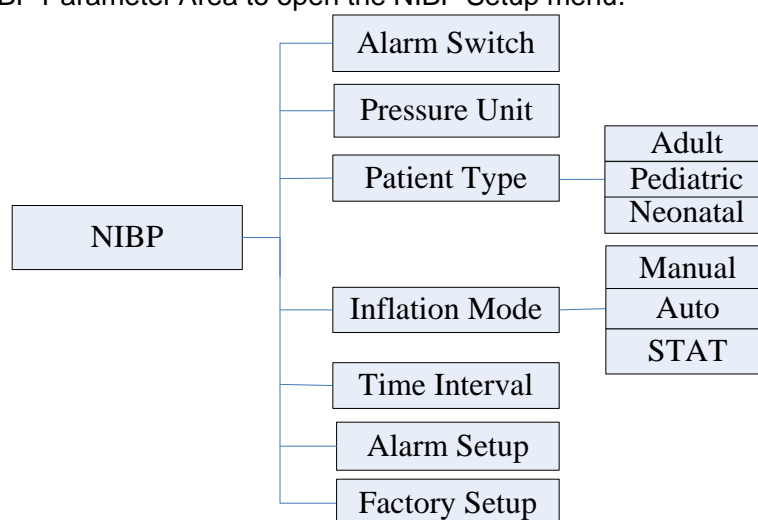 BP Parameter Area to open the NIBP Setup menu.
Alarm Switch
Pressure Unit
Patient Type
Adult
Pediatric
Neonatal
NIBP
Inflation Mode
Manual
Auto
STAT
Time Interval
Alarm Setup
Factory Setup